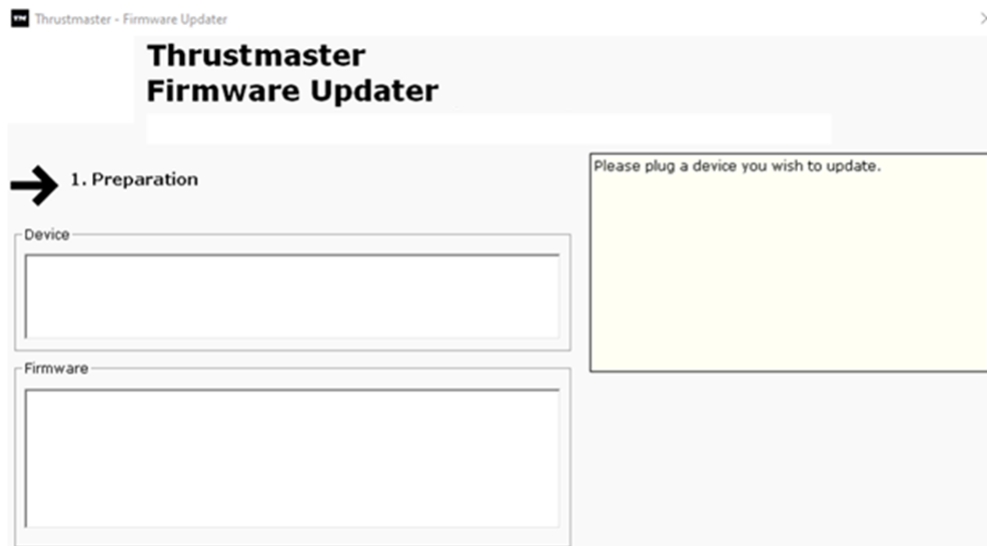 Thrustmaster - Firmware Updater
Thrustmaster
Firmware Updater
1. Preparation
Please plug a device you wish to update.
Device
Firmware